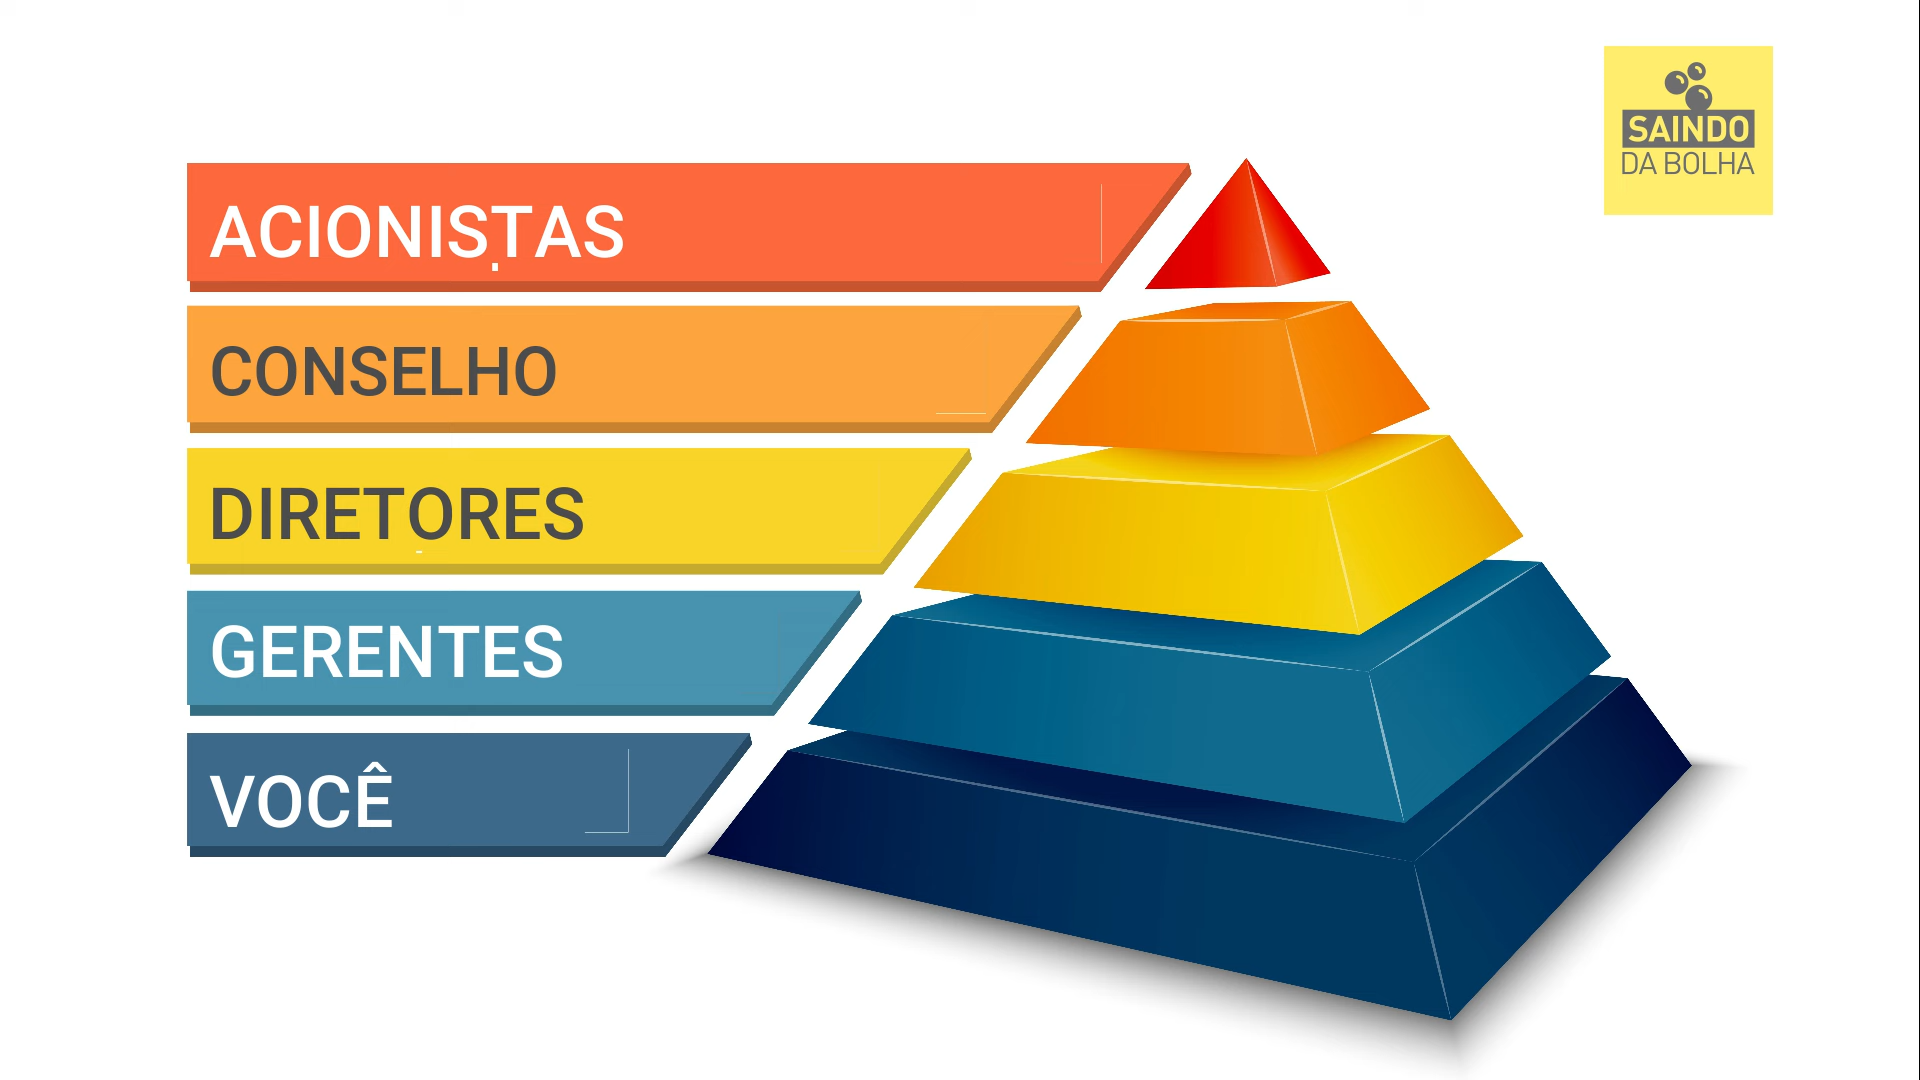 ACIONISTAS
CONSELHO
DIRETORES
GERENTES
VOCÊ
SAINDO
DA BOLHA